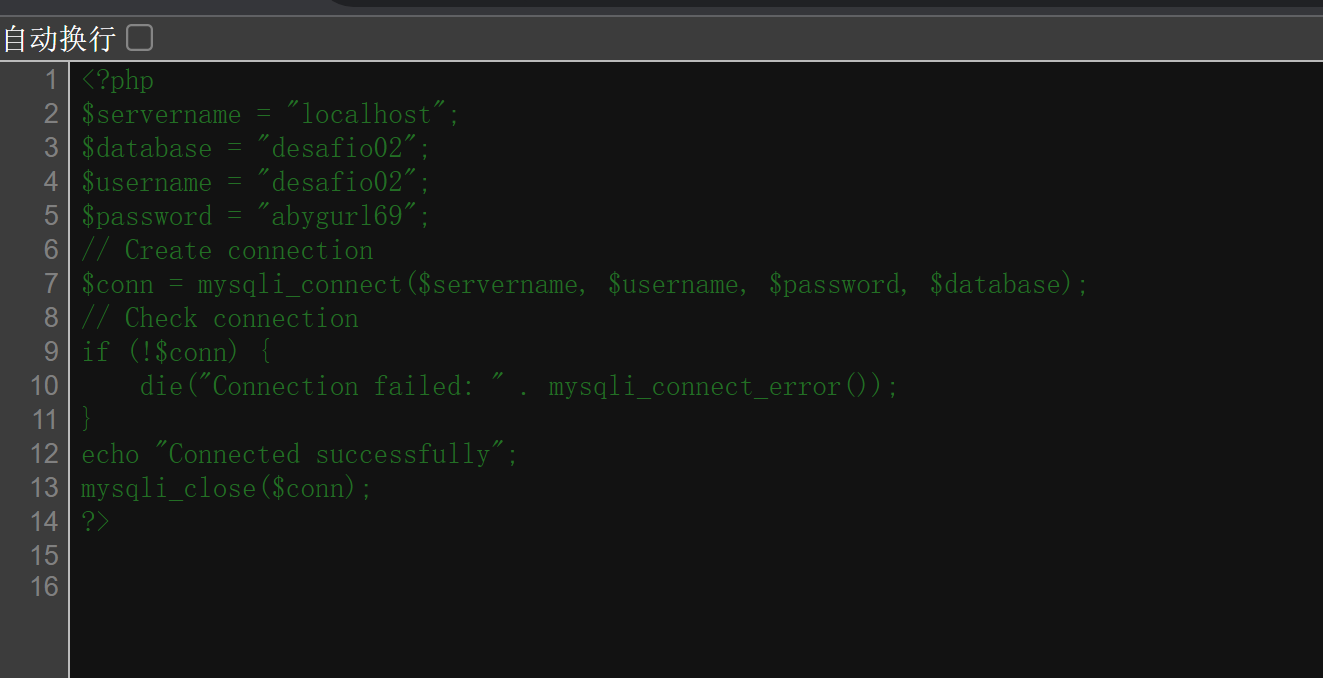 自动换行
1 <?php
2 $servername = "localhost";
3 $database = "desafio02";
4 $username = "desafio02";
5 $password = "abygurl69";
6 // Create connection
7 $conn = mysqli_connect($servername, $username, $password, $database);
8 // Check connection
9 if (!$conn) {
10     die("Connection failed: " . mysqli_connect_error());
11 }
12 echo "Connected successfully";
13 mysqli_close($conn);
14 ?>
15
16